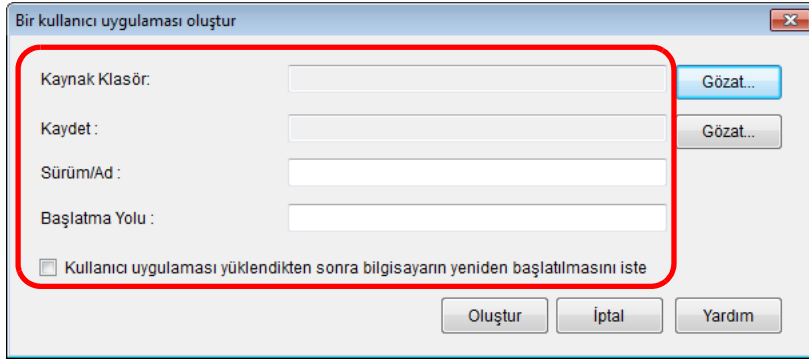 Bir kullanıcı uygulaması oluştur
Kaynak Klasör: Gözat...
Kaydet : Gözat...
Sürüm/Ad :
Başlatma Yolu :
Kullanıcı uygulaması yüklendikten sonra bilgisayarın yeniden başlatılmasını iste
Oluştur İptal Yardım